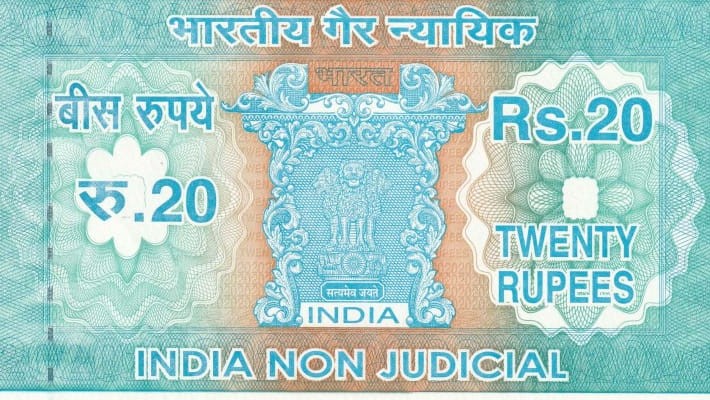 भारतीय गैर न्यायिक
भारत
बीस रुपये
रु.20
Rs.20
TWENTY
RUPEES
सत्यमेव जयते
INDIA
INDIA NON JUDICIAL